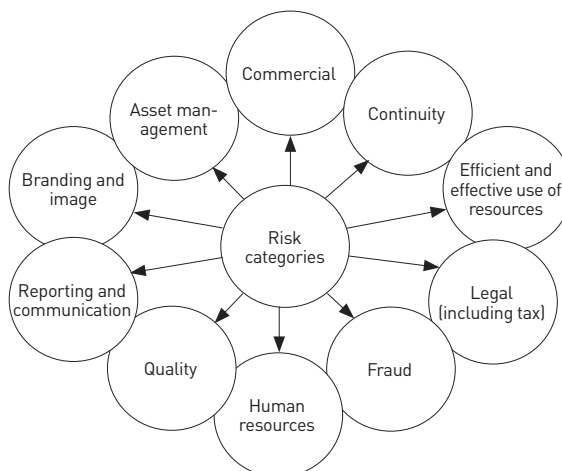 Commercial
Asset man-
agement
Continuity
Branding and
image
Efficient and
effective use of
resources
Risk
categories
Reporting and
communication
Legal
(including tax)
Quality
Fraud
Human
resources